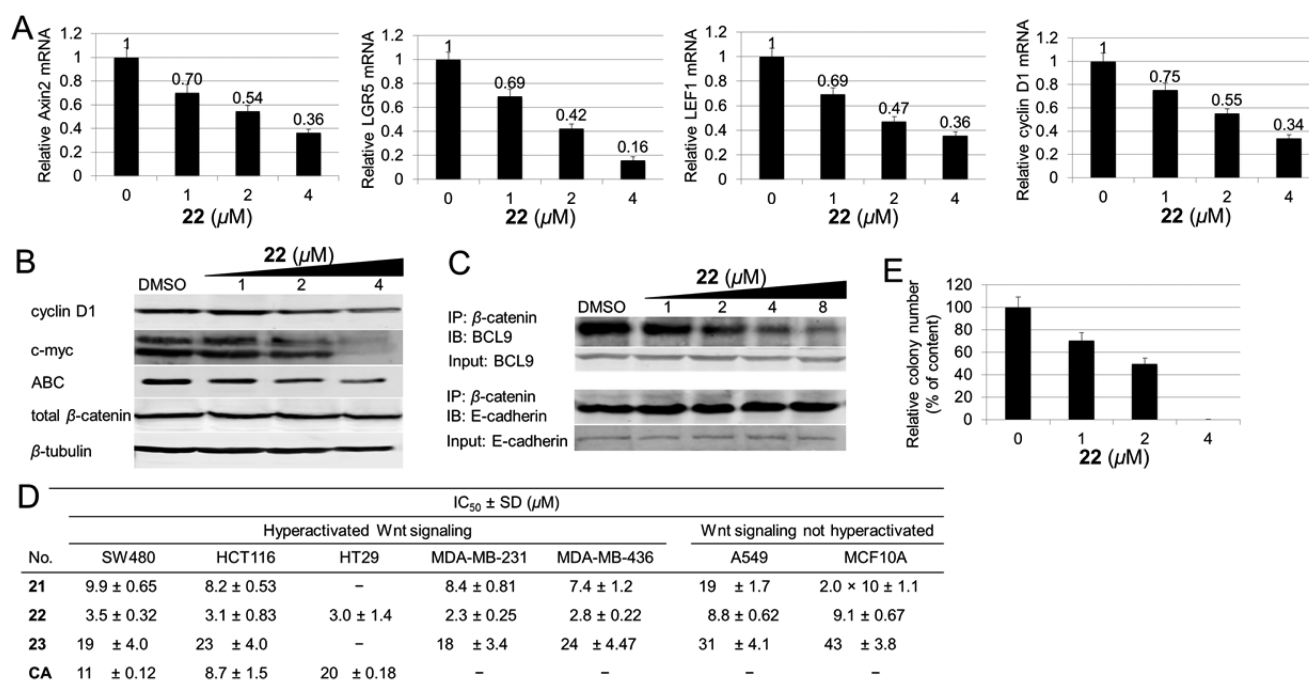 A
Relative Axin2 mRNA
1.2
1
0.8
0.6
0.4
0.2
0
1
0.70
0.54
0.36
0 1 2 4
22 (μM)
Relative LGR5 mRNA
1.2
1
0.8
0.6
0.4
0.2
0
1
0.69
0.42
0.16
0 1 2 4
22 (μM)
Relative LEF1 mRNA
1.2
1
0.8
0.6
0.4
0.2
0
1
0.69
0.47
0.36
0 1 2 4
22 (μM)
Relative cyclin D1 mRNA
1.2
1
0.8
0.6
0.4
0.2
0
1
0.75
0.55
0.34
0 1 2 4
22 (μM)
B
22 (μM)
DMSO 1 2 4
cyclin D1
c-myc
ABC
total β-catenin
β-tubulin
C
22 (μM)
DMSO 1 2 4 8
IP: β-catenin
IB: BCL9
Input: BCL9
IP: β-catenin
IB: E-cadherin
Input: E-cadherin
E
Relative colony number
(% of content)
120
100
80
60
40
20
0
0 1 2 4
22 (μM)
D
IC50 ± SD (μM)
Hyperactivated Wnt signaling Wnt signaling not hyperactivated
No. SW480 HCT116 HT29 MDA-MB-231 MDA-MB-436 A549 MCF10A
21 9.9 ± 0.65 8.2 ± 0.53 – 8.4 ± 0.81 7.4 ± 1.2 19 ± 1.7 2.0 × 10 ± 1.1
22 3.5 ± 0.32 3.1 ± 0.83 3.0 ± 1.4 2.3 ± 0.25 2.8 ± 0.22 8.8 ± 0.62 9.1 ± 0.67
23 19 ± 4.0 23 ± 4.0 – 18 ± 3.4 24 ± 4.47 31 ± 4.1 43 ± 3.8
CA 11 ± 0.12 8.7 ± 1.5 20 ± 0.18 – – – –